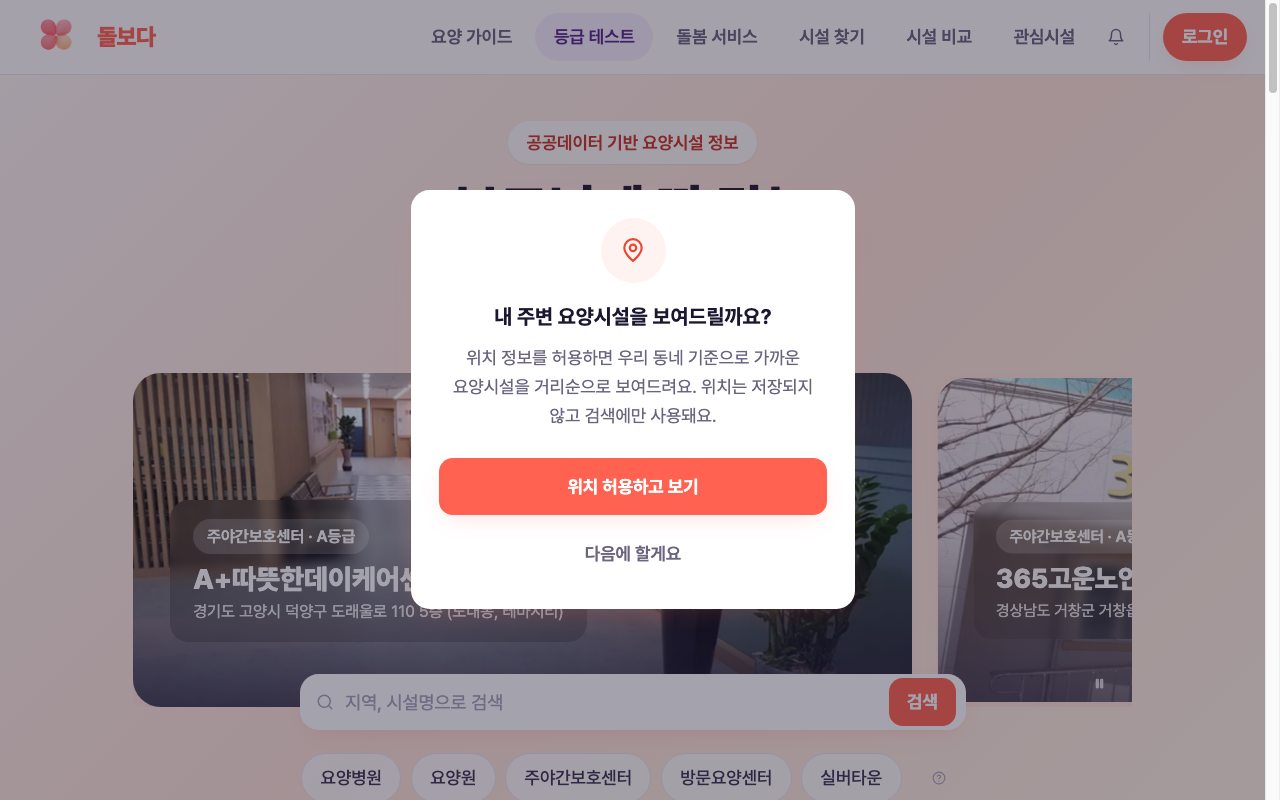 돌보다
요양 가이드
등급 테스트
돌봄 서비스
시설 찾기
시설 비교
관심시설
로그인
공공데이터 기반 요양시설 정보
내 주변 요양시설을 보여드릴까요?
위치 정보를 허용하면 우리 동네 기준으로 가까운
요양시설을 거리순으로 보여드려요. 위치는 저장되지
않고 검색에만 사용돼요.
위치 허용하고 보기
다음에 할게요
주야간보호센터 · A등급
A+따뜻한데이케어센
경기도 고양시 덕양구 도래울로 110 5층 (도내동, 테마시티)
주야간보호센터 · A등
365고운노인
경상남도 거창군 거창읍
지역, 시설명으로 검색
검색
요양병원
요양원
주야간보호센터
방문요양센터
실버타운